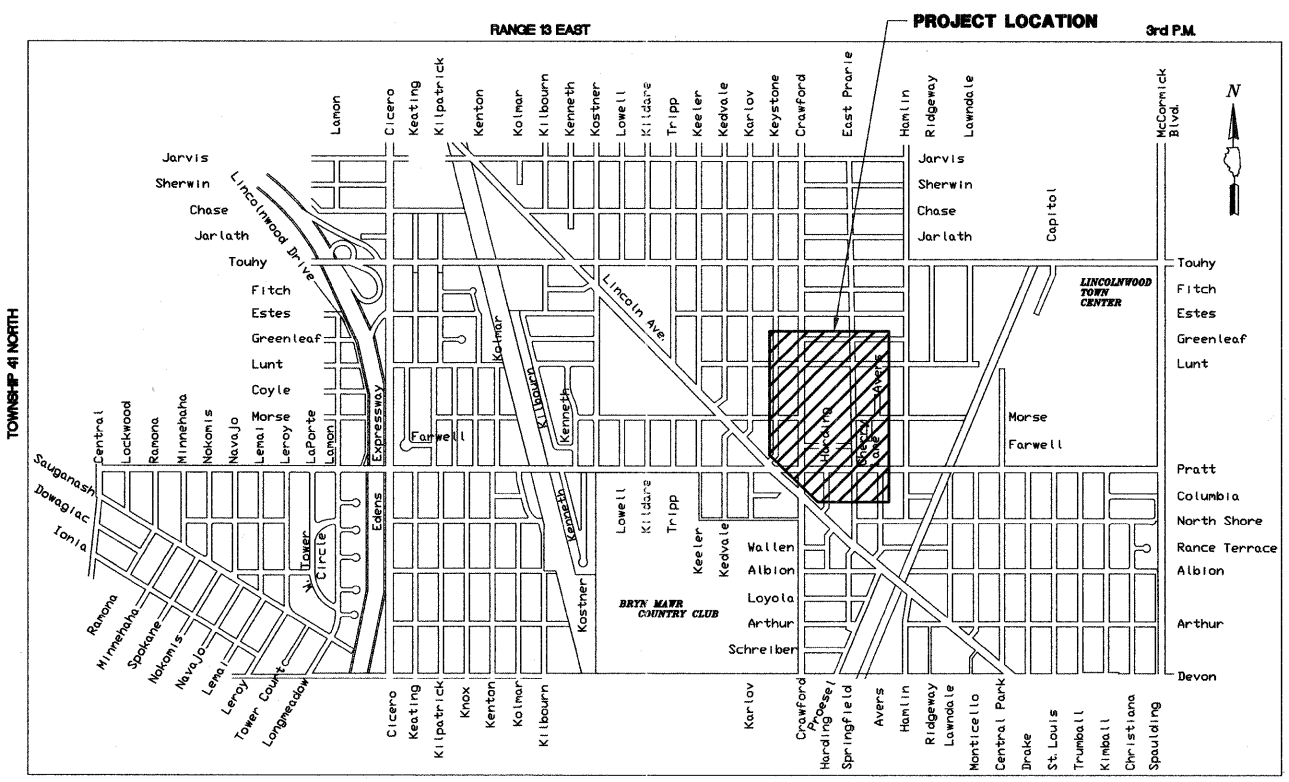 PROJECT LOCATION
RANGE 13 EAST
3rd P.M.
TOWNSHIP 41 NORTH
N
Lamon
Cicero
Keating
Kilpatrick
Kenton
Kolmar
Kilbourn
Kenneth
Kostner
Lowell
Kildare
Tripp
Keeler
Kedvale
Karlov
Keystone
Crawford
East Prarie
Hamlin
Ridgeway
Lawndale
McCormick
Blvd.
Jarvis
Sherwin
Chase
Jarlath
Touhy
Fitch
Estes
Greenleaf
Lunt
Coyle
Morse
Lincolnwood Drive
Jarvis
Sherwin
Chase
Jarlath
Capitol
LINCOLNWOOD
TOWN
CENTER
Touhy
Fitch
Estes
Greenleaf
Lunt
Morse
Farwell
Pratt
Columbia
North Shore
Rance Terrace
Albion
Arthur
Devon
Lincoln Ave.
Kolmar
Kilbourn
Kenneth
Kenneth
Kostner
Farwell
Expressway
Edens
Avers
Harding
Cherry
Lane
Central
Lockwood
Ramona
Minnehaha
Nokomis
Navajo
Lemai
Leroy
LaPorte
Lamon
Sauganash
Dowagiac
Ionia
Tower
Circle
Lowell
Kildare
Tripp
Keeler
Kedvale
Wallen
Albion
Loyola
Arthur
Schreiber
BRYN MAWR
COUNTRY CLUB
Ramona
Minnehaha
Spokane
Nokomis
Navajo
Lemai
Leroy
Tower Court
Longmeadow
Cicero
Keating
Kilpatrick
Knox
Kenton
Kolmar
Kilbourn
Karlov
Crawford
Proesel
Harding
Springfield
Avers
Hamlin
Ridgeway
Lawndale
Monticello
Central Park
Drake
St. Louis
Trumball
Kimball
Christiana
Spaulding